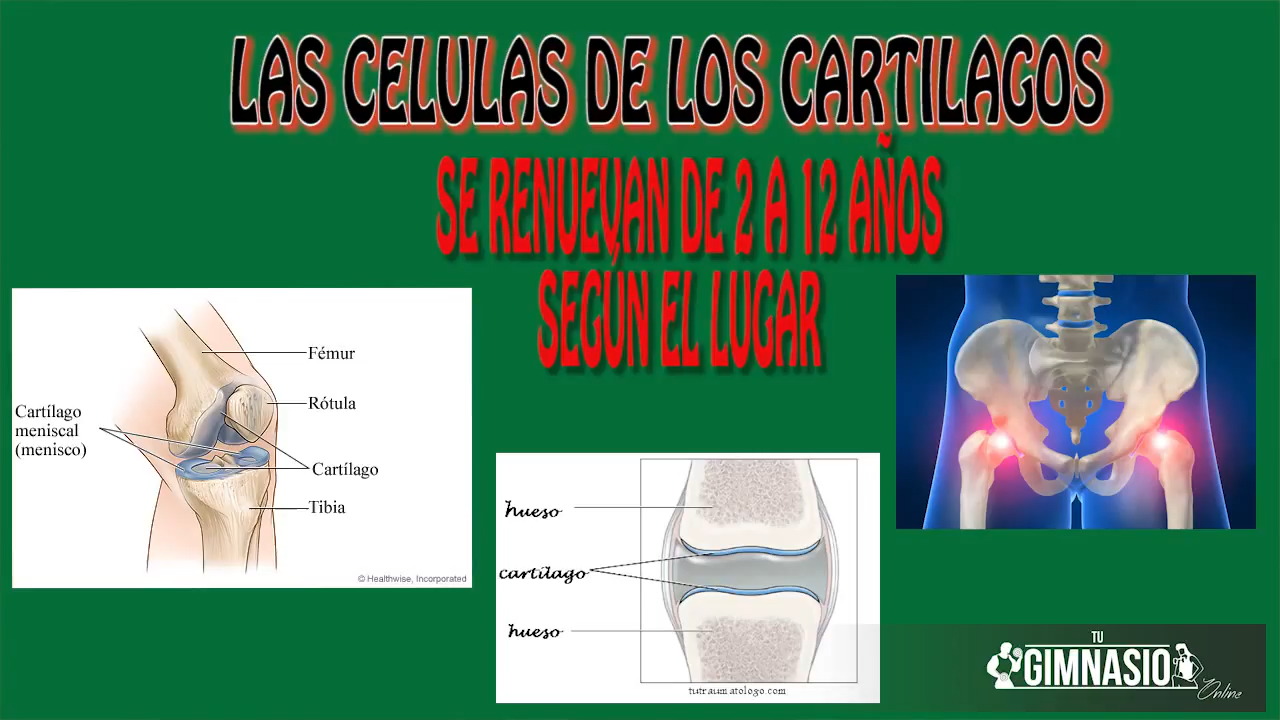 LAS CELULAS DE LOS CARTILAGOS
SE RENUEVAN DE 2 A 12 AÑOS
SEGÚN EL LUGAR
Fémur
Rótula
Cartílago
meniscal
(menisco)
Cartílago
Tibia
© Healthwise, Incorporated
hueso
cartilago
hueso
tutraumatologo.com
TU
GIMNASIO
Online